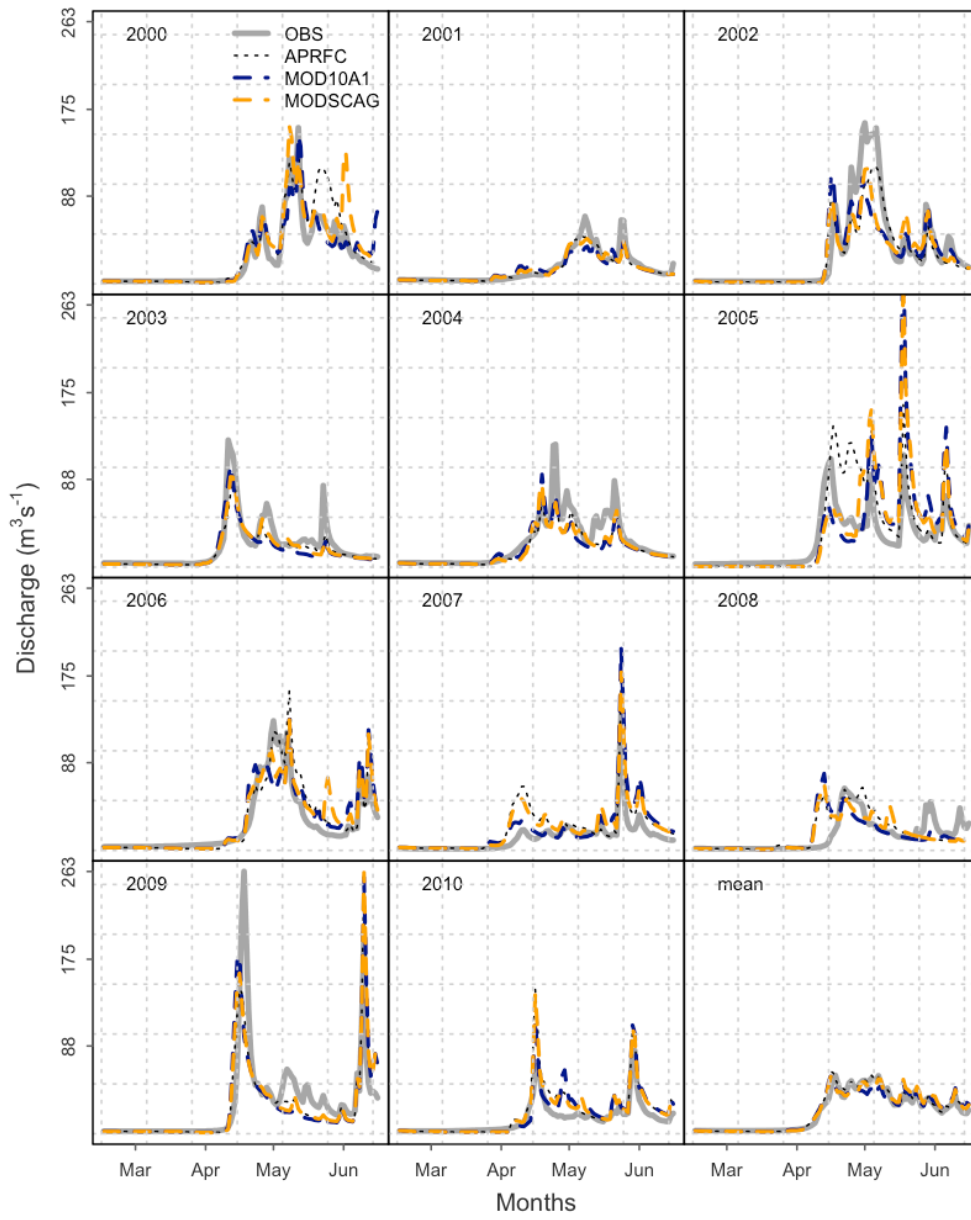 2000
OBS
APRFC
MOD10A1
MODSCAG
2001
2002
263
175
88
2003
2004
2005
263
175
88
2006
2007
2008
263
175
88
2009
2010
mean
263
175
88
Discharge (m³s⁻¹)
Mar Apr May Jun Mar Apr May Jun Mar Apr May Jun
Months Months